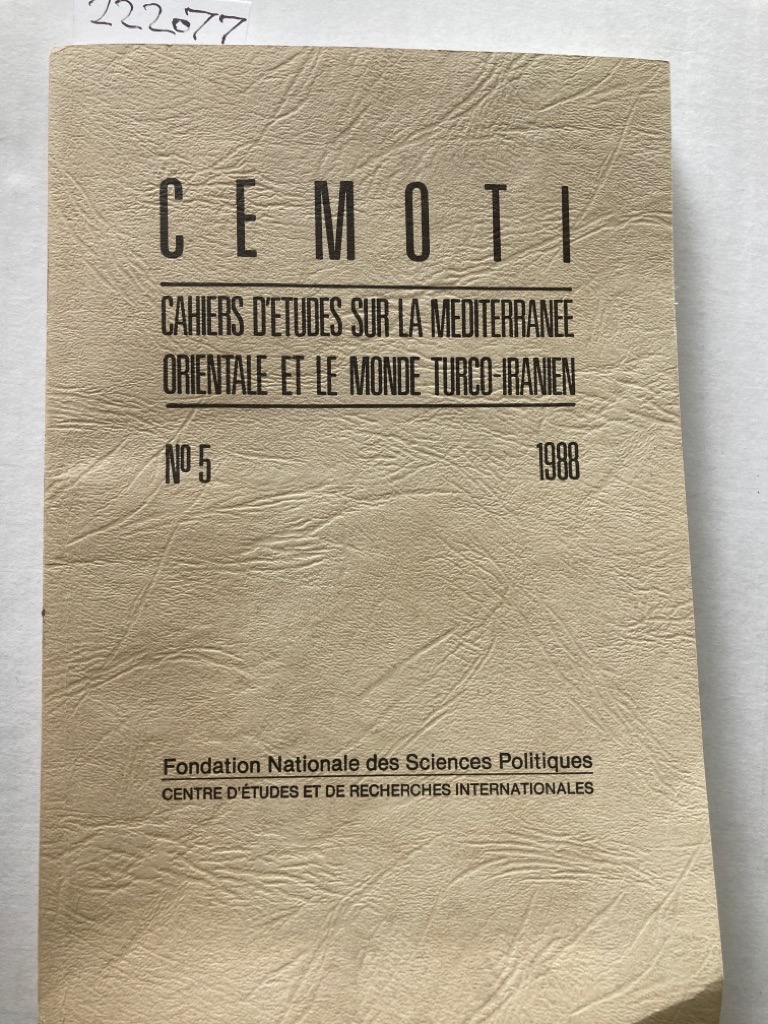 222077
C E M O T I
CAHIERS D'ETUDES SUR LA MEDITERRANEE
ORIENTALE ET LE MONDE TURCO-IRANIEN
Nº 5 1988
Fondation Nationale des Sciences Politiques
CENTRE D'ÉTUDES ET DE RECHERCHES INTERNATIONALES